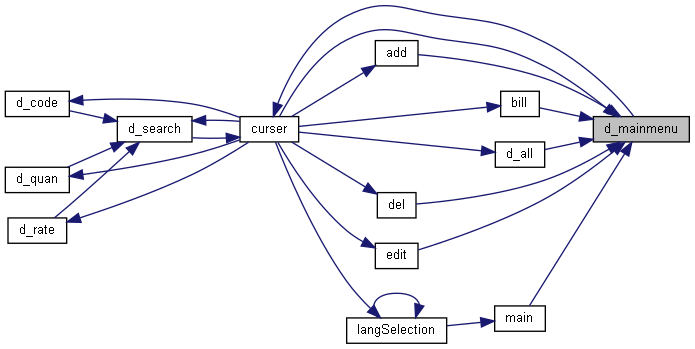 add
d_code
bill
d_search
curser
d_mainmenu
d_all
d_quan
del
d_rate
edit
main
langSelection